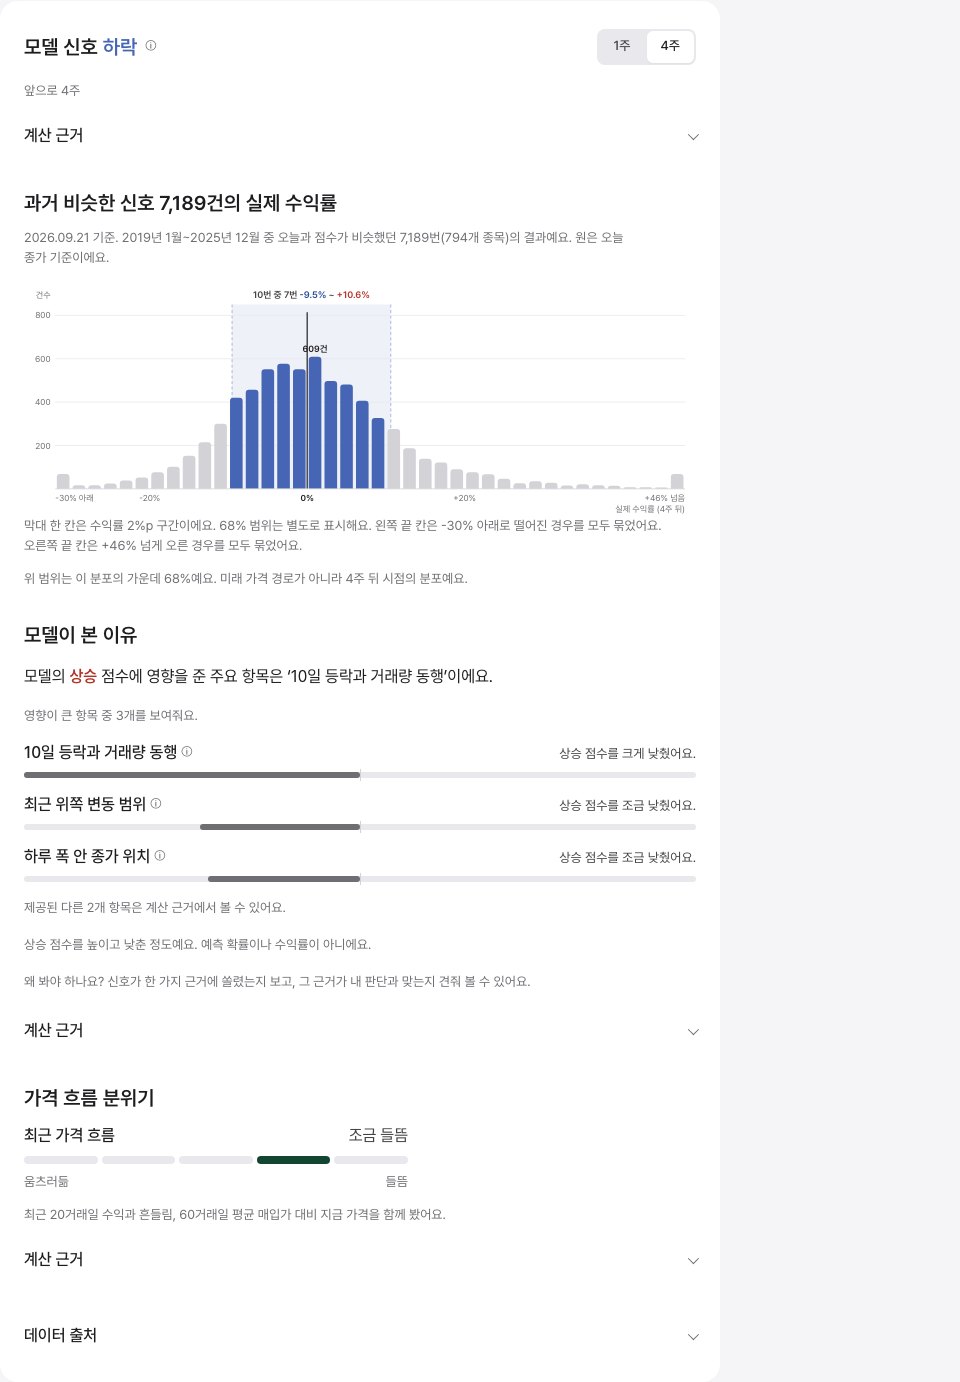 모델 신호 하락 ⓘ
1주 4주
앞으로 4주
계산 근거
과거 비슷한 신호 7,189건의 실제 수익률
2026.09.21 기준. 2019년 1월~2025년 12월 중 오늘과 점수가 비슷했던 7,189번(794개 종목)의 결과예요. 원은 오늘
종가 기준이에요.
건수
10번 중 7번 -9.5% ~ +10.6%
800
609건
600
400
200
-30% 아래 -20% 0% +20% +46% 넘음
실제 수익률 (4주 뒤)
막대 한 칸은 수익률 2%p 구간이에요. 68% 범위는 별도로 표시해요. 왼쪽 끝 칸은 -30% 아래로 떨어진 경우를 모두 묶었어요.
오른쪽 끝 칸은 +46% 넘게 오른 경우를 모두 묶었어요.
위 범위는 이 분포의 가운데 68%예요. 미래 가격 경로가 아니라 4주 뒤 시점의 분포예요.
모델이 본 이유
모델의 상승 점수에 영향을 준 주요 항목은 ‘10일 등락과 거래량 동행’이에요.
영향이 큰 항목 중 3개를 보여줘요.
10일 등락과 거래량 동행 ⓘ 상승 점수를 크게 낮췄어요.
최근 위쪽 변동 범위 ⓘ 상승 점수를 조금 낮췄어요.
하루 폭 안 종가 위치 ⓘ 상승 점수를 조금 낮췄어요.
제공된 다른 2개 항목은 계산 근거에서 볼 수 있어요.
상승 점수를 높이고 낮춘 정도예요. 예측 확률이나 수익률이 아니에요.
왜 봐야 하나요? 신호가 한 가지 근거에 쏠렸는지 보고, 그 근거가 내 판단과 맞는지 견줘 볼 수 있어요.
계산 근거
가격 흐름 분위기
최근 가격 흐름 조금 들뜸
움츠러듦 들뜸
최근 20거래일 수익과 흔들림, 60거래일 평균 매입가 대비 지금 가격을 함께 봤어요.
계산 근거
데이터 출처